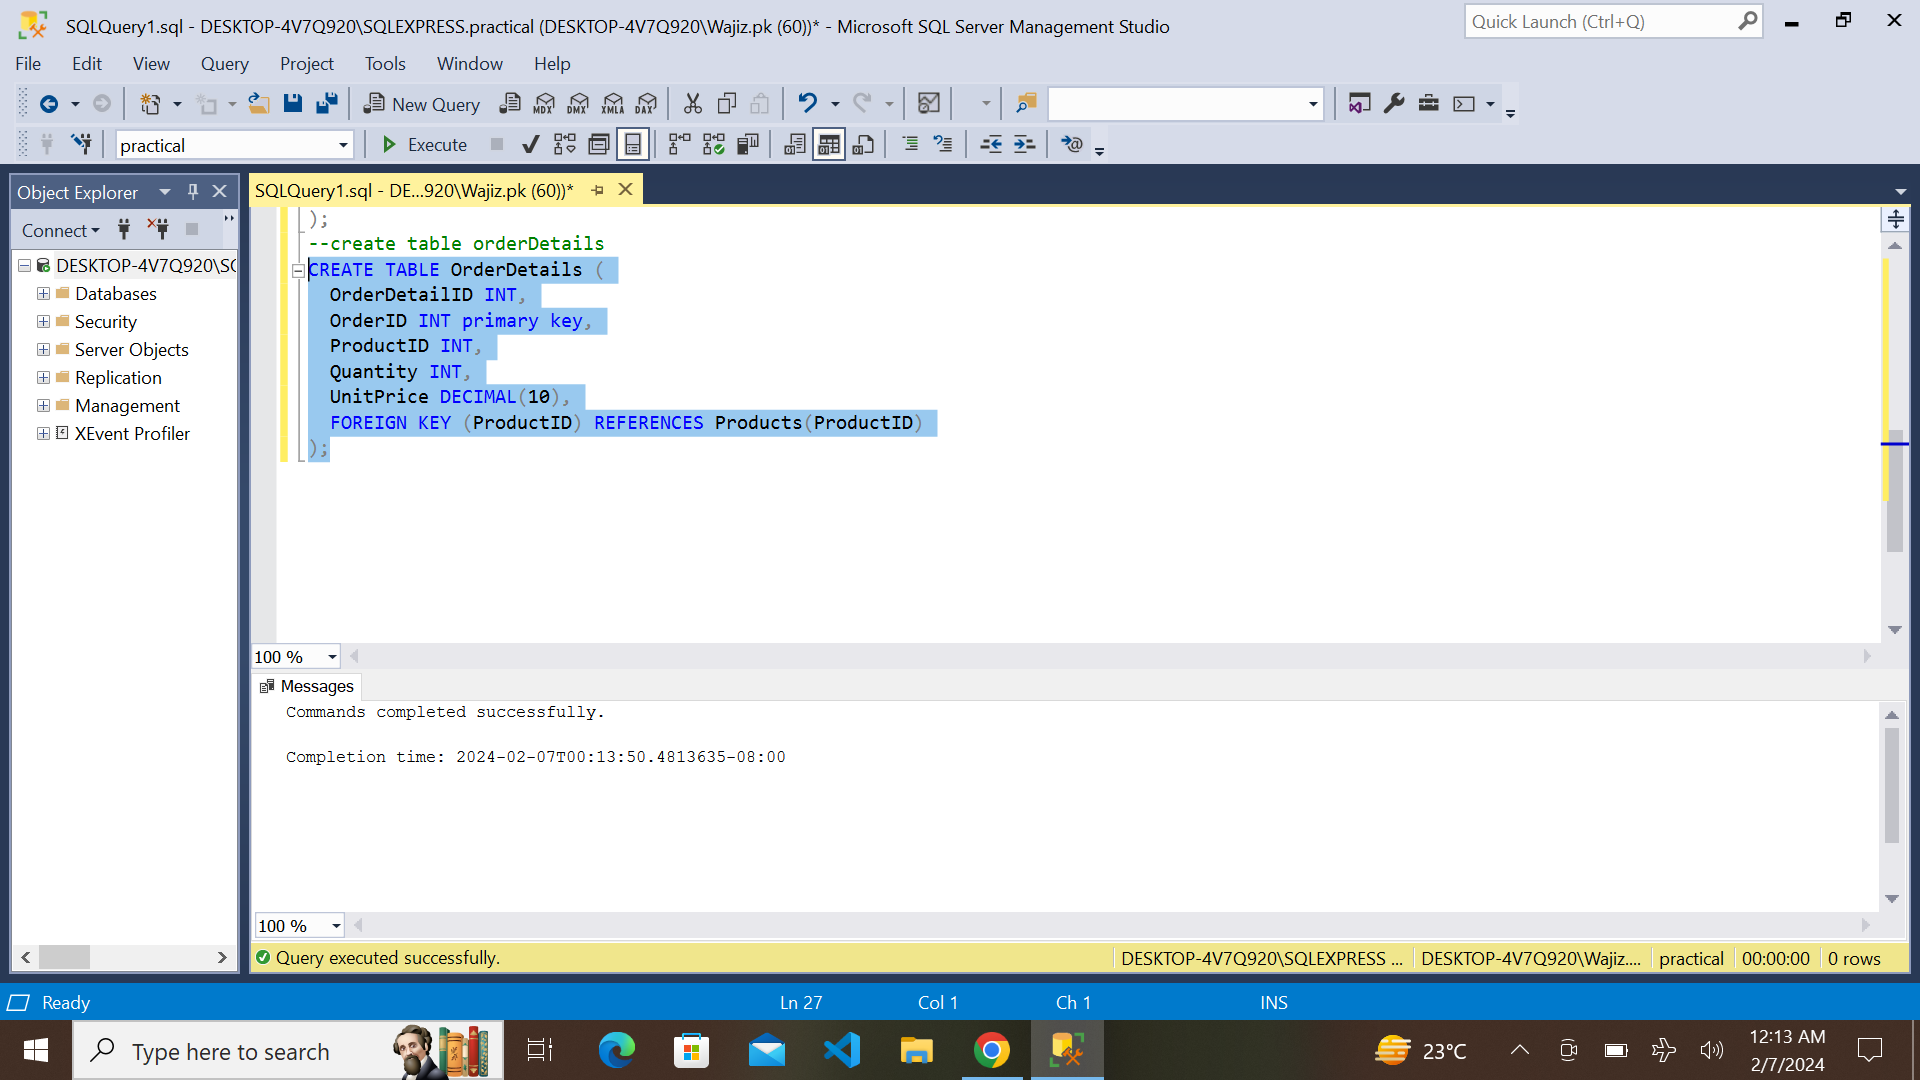 SQLQuery1.sql - DESKTOP-4V7Q920\SQLEXPRESS.practical (DESKTOP-4V7Q920\Wajiz.pk (60))* - Microsoft SQL Server Management Studio
Quick Launch (Ctrl+Q)
File Edit View Query Project Tools Window Help
New Query MDX DMX XMLA DAX
practical Execute
Object Explorer
SQLQuery1.sql - DE...920\Wajiz.pk (60))*
Connect
DESKTOP-4V7Q920\SQ
Databases
Security
Server Objects
Replication
Management
XEvent Profiler
);
--create table orderDetails
CREATE TABLE OrderDetails (
OrderDetailID INT,
OrderID INT primary key,
ProductID INT,
Quantity INT,
UnitPrice DECIMAL(10),
FOREIGN KEY (ProductID) REFERENCES Products(ProductID)
);
100 %
Messages
Commands completed successfully.
Completion time: 2024-02-07T00:13:50.4813635-08:00
100 %
Query executed successfully. DESKTOP-4V7Q920\SQLEXPRESS ... DESKTOP-4V7Q920\Wajiz.... practical 00:00:00 0 rows
Ready Ln 27 Col 1 Ch 1 INS
Type here to search
23°C
12:13 AM
2/7/2024